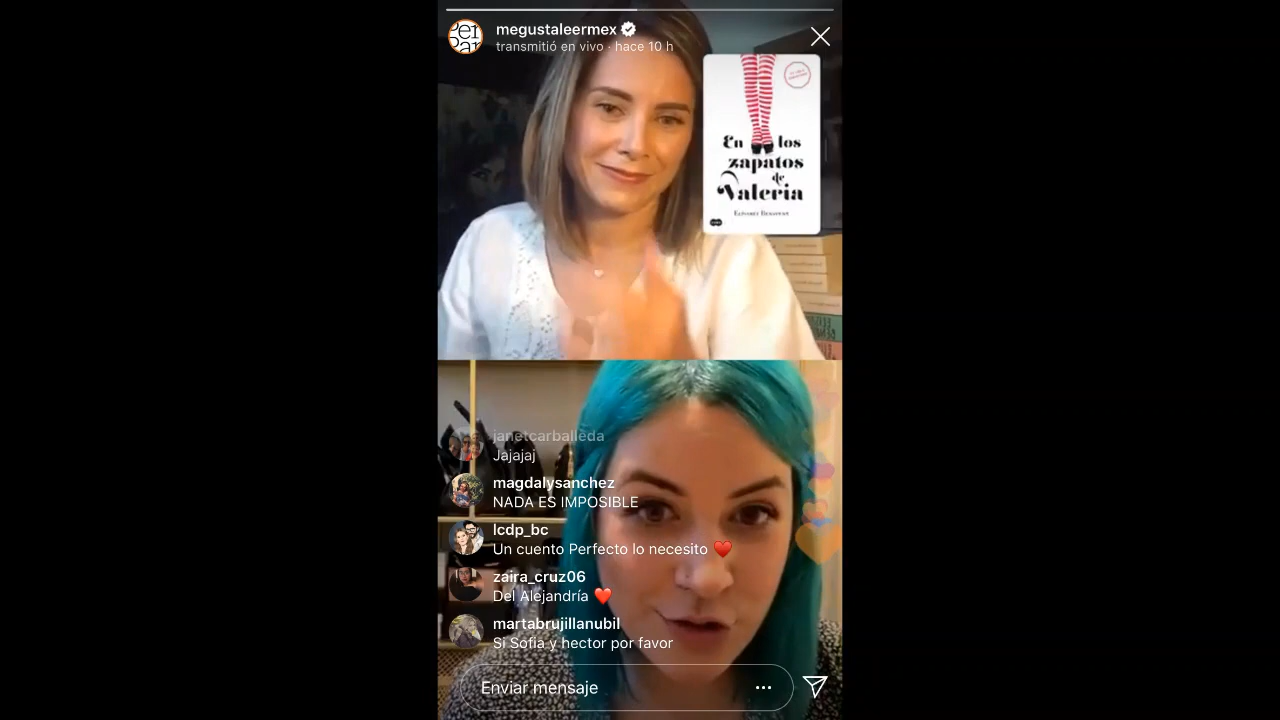 megustaleermex
transmitió en vivo · hace 10 h
En los
zapatos
de
Valeria
janetcarballeda
Jajajaj
magdalysanchez
NADA ES IMPOSIBLE
lcdp_bc
Un cuento Perfecto lo necesito ❤️
zaira_cruz06
Del Alejandría ❤️
martabrujillanubil
Si Sofia y hector por favor
Enviar mensaje